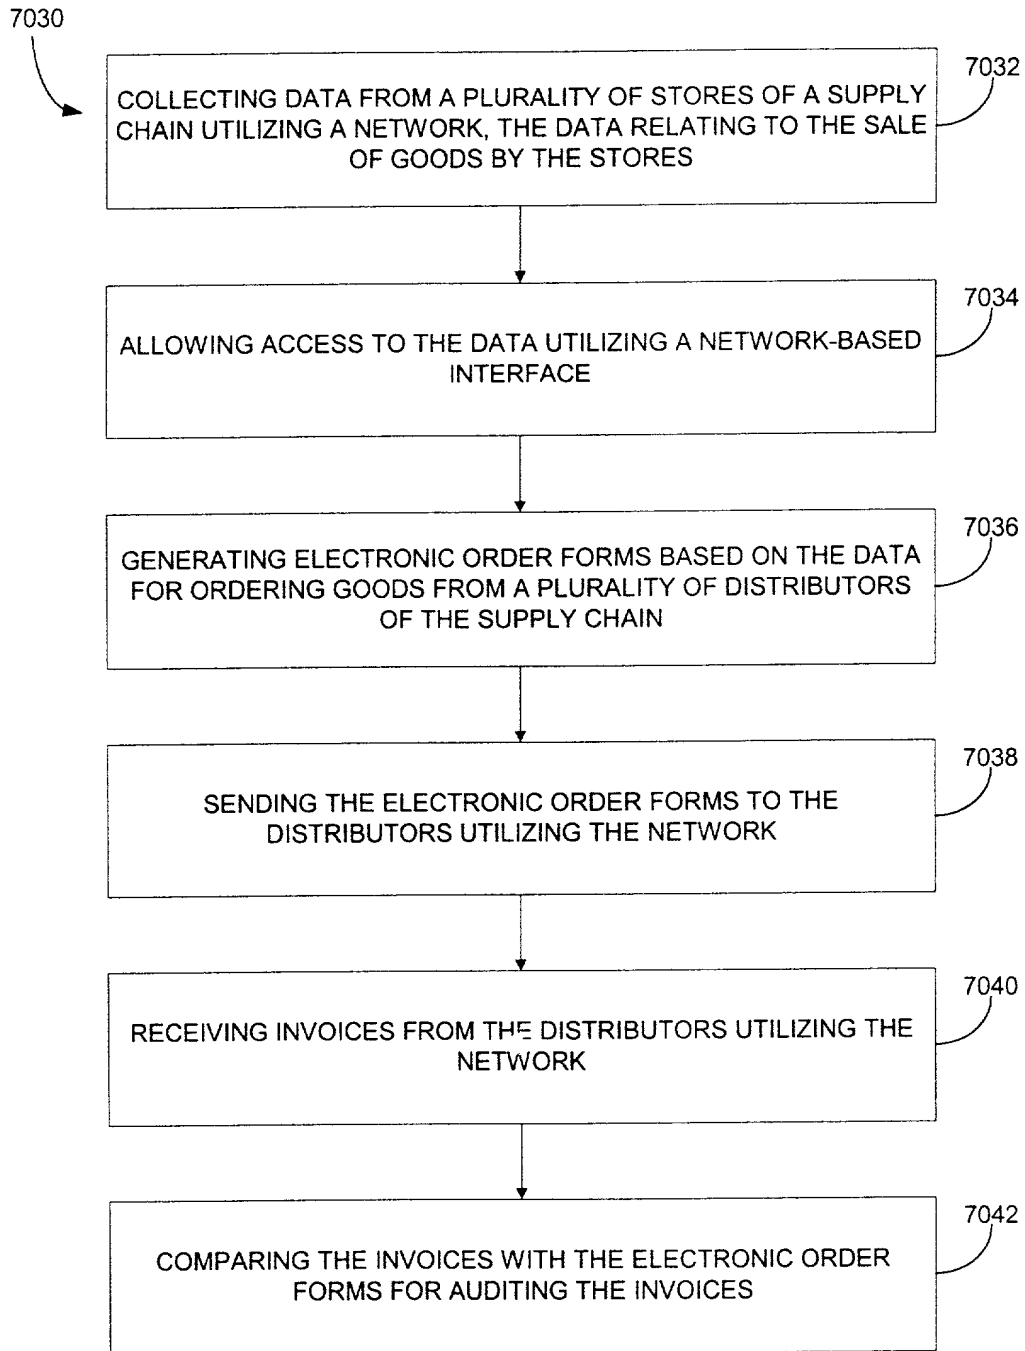 7030
7032
COLLECTING DATA FROM A PLURALITY OF STORES OF A SUPPLY
CHAIN UTILIZING A NETWORK, THE DATA RELATING TO THE SALE
OF GOODS BY THE STORES
7034
ALLOWING ACCESS TO THE DATA UTILIZING A NETWORK-BASED
INTERFACE
7036
GENERATING ELECTRONIC ORDER FORMS BASED ON THE DATA
FOR ORDERING GOODS FROM A PLURALITY OF DISTRIBUTORS
OF THE SUPPLY CHAIN
7038
SENDING THE ELECTRONIC ORDER FORMS TO THE
DISTRIBUTORS UTILIZING THE NETWORK
7040
RECEIVING INVOICES FROM THE DISTRIBUTORS UTILIZING THE
NETWORK
7042
COMPARING THE INVOICES WITH THE ELECTRONIC ORDER
FORMS FOR AUDITING THE INVOICES